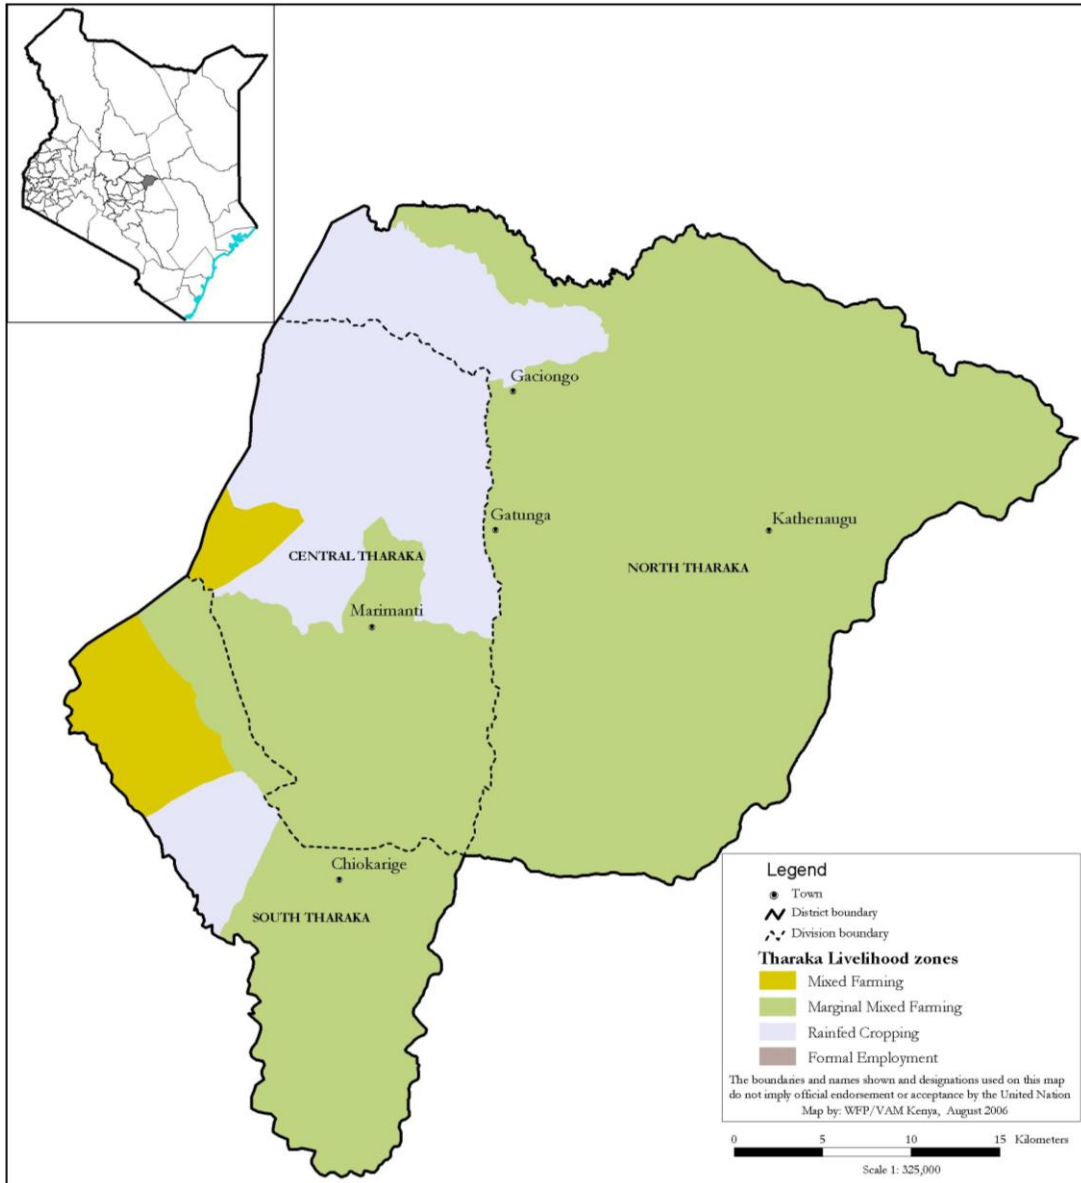 Gaciongo
Gatunga
Kathenaugu
CENTRAL THARAKA
NORTH THARAKA
Marimanti
Chiokarige
SOUTH THARAKA
Legend
Town
District boundary
Division boundary
Tharaka Livelihood zones
Mixed Farming
Marginal Mixed Farming
Rainfed Cropping
Formal Employment
The boundaries and names shown and designations used on this map
do not imply official endorsement or acceptance by the United Nation
Map by: WFP/VAM Kenya, August 2006
0 5 10 15 Kilometers
Scale 1: 325,000